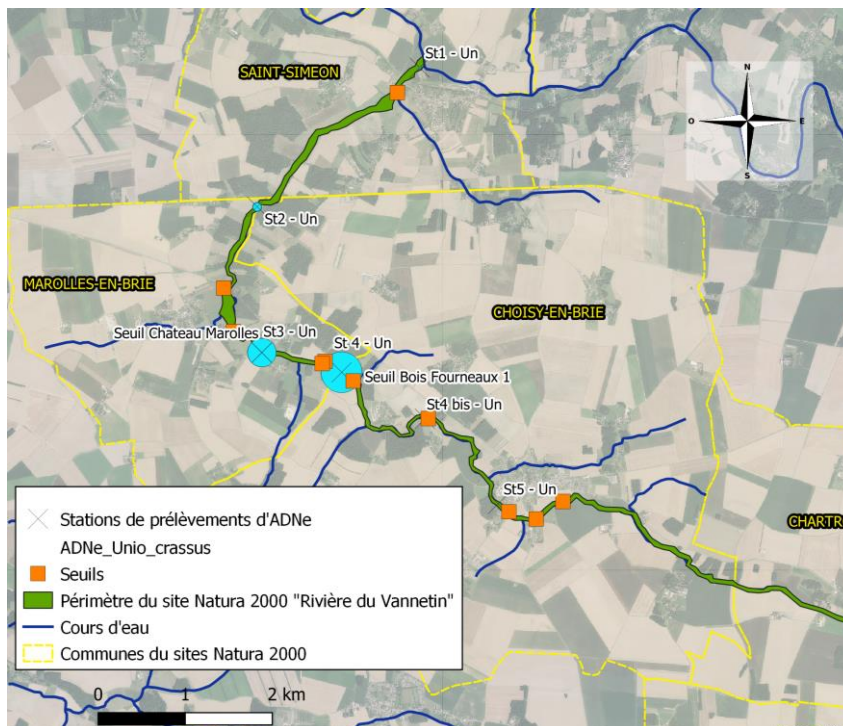 St1 - Un
SAINT-SIMEON
N
O
E
S
St2 - Un
MAROLLES-EN-BRIE
CHOISY-EN-BRIE
Seuil Chateau Marolles
St3 - Un
St 4 - Un
Seuil Bois Fourneaux 1
St4 bis - Un
St5 - Un
CHARTR
Stations de prélèvements d'ADNe
ADNe_Unio_crassus
Seuils
Périmètre du site Natura 2000 "Rivière du Vannetin"
Cours d'eau
Communes du sites Natura 2000
0 1 2 km